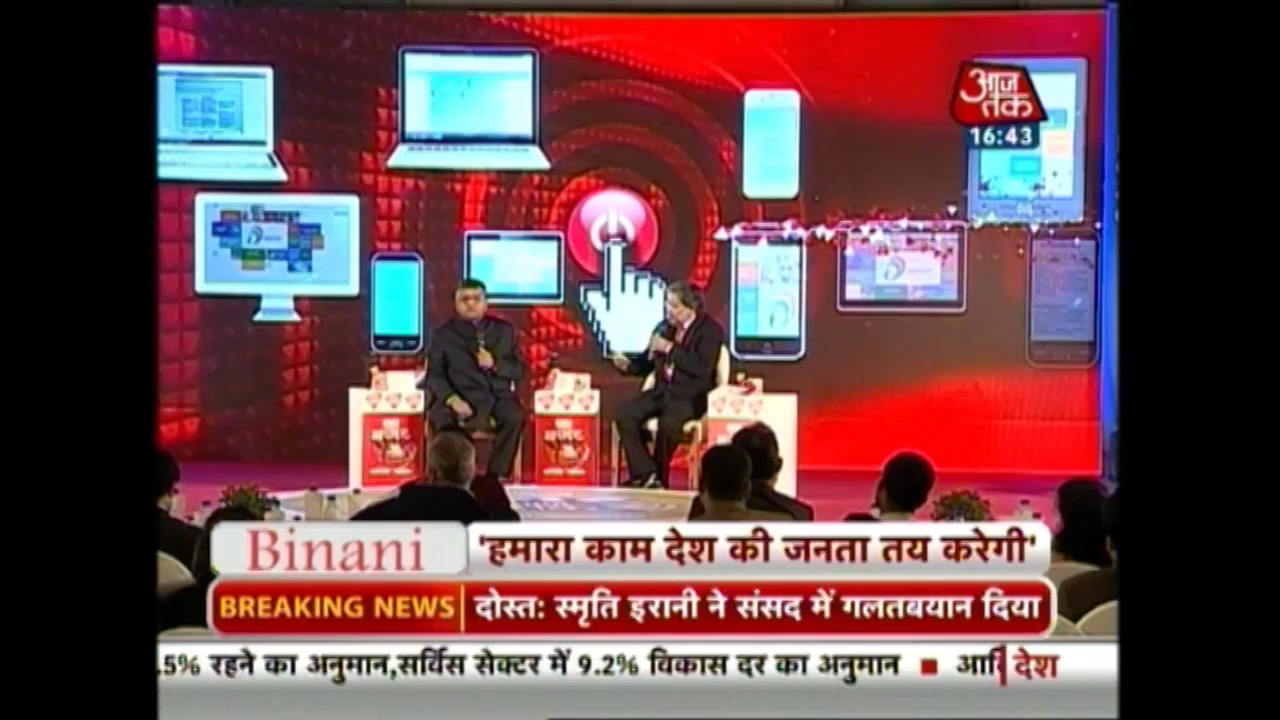 आज
तक
16:43
Binani
'हमारा काम देश की जनता तय करेगी'
BREAKING NEWS
दोस्त: स्मृति इरानी ने संसद में गलतबयान दिया
.5% रहने का अनुमान,सर्विस सेक्टर में 9.2% विकास दर का अनुमान ■ देश